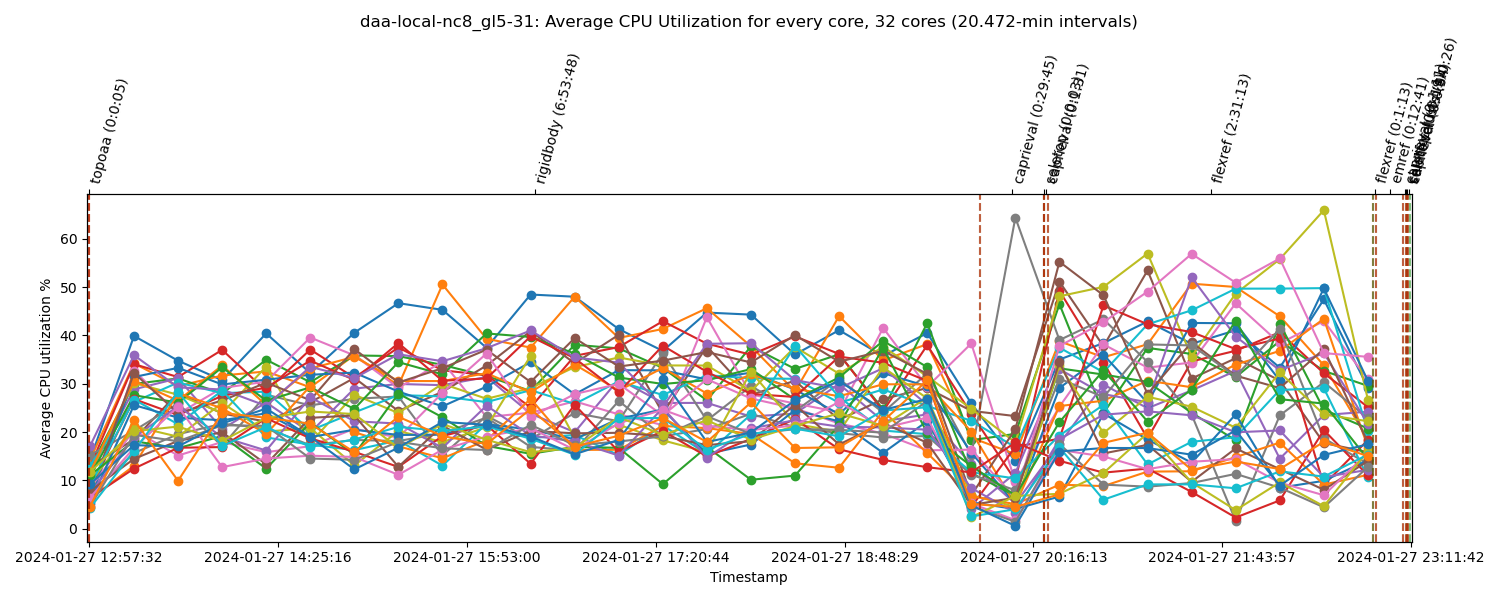 daa-local-nc8_gl5-31: Average CPU Utilization for every core, 32 cores (20.472-min intervals)
topoaa (0:0:05)
rigidbody (6:53:48)
caprieval (0:29:45)
caprieval (0:1:31)
flexref (2:31:13)
flexref (0:1:13)
emref (0:12:41)
Average CPU utilization %
60
50
40
30
20
10
0
2024-01-27 12:57:32
2024-01-27 14:25:16
2024-01-27 15:53:00
2024-01-27 17:20:44
2024-01-27 18:48:29
2024-01-27 20:16:13
2024-01-27 21:43:57
2024-01-27 23:11:42
Timestamp